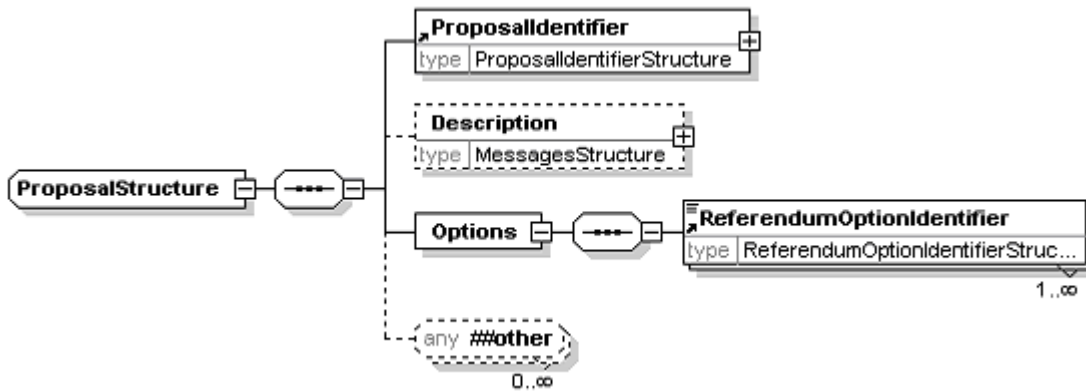 ProposalIdentifier
type ProposalIdentifierStructure
Description
type MessagesStructure
ProposalStructure
Options
ReferendumOptionIdentifier
type ReferendumOptionIdentifierStruc...
1..∞
any ##other
0..∞